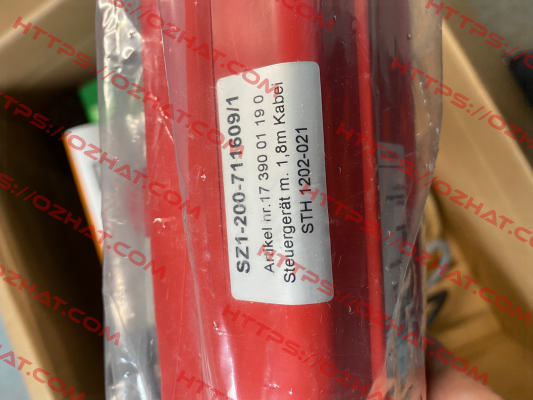 SZ1-200-711609/1
Artikel nr.17 390 01 19 0
Steuergerät m. 1,8m Kabel
STH 1202-021
HTTPS://OZHAT.COM